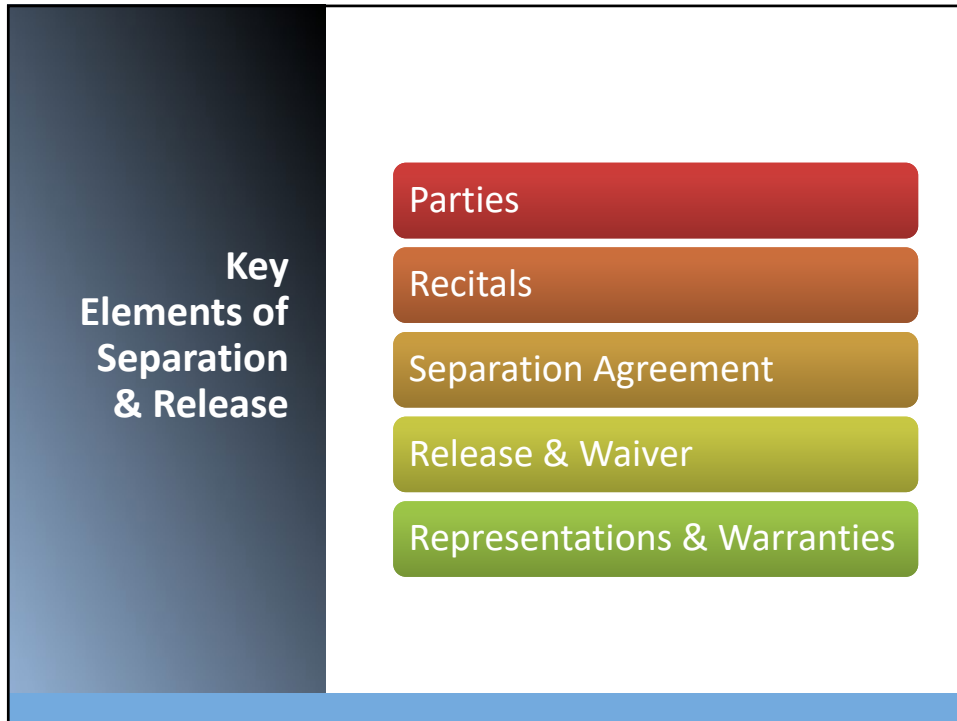 Key
Elements of
Separation
& Release
Parties
Recitals
Separation Agreement
Release & Waiver
Representations & Warranties